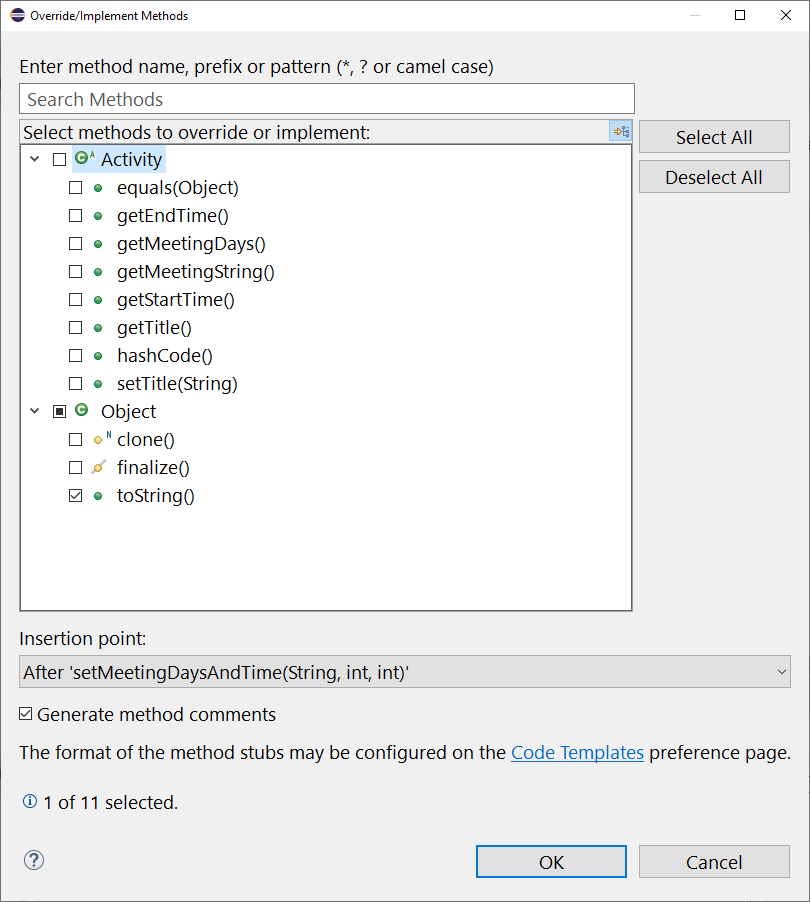 Override/Implement Methods
Enter method name, prefix or pattern (*, ? or camel case)
Search Methods
Select methods to override or implement:
Select All
Deselect All
C A Activity
equals(Object)
getEndTime()
getMeetingDays()
getMeetingString()
getStartTime()
getTitle()
hashCode()
setTitle(String)
C Object
N clone()
finalize()
toString()
Insertion point:
After 'setMeetingDaysAndTime(String, int, int)'
Generate method comments
The format of the method stubs may be configured on the Code Templates preference page.
1 of 11 selected.
?
OK
Cancel